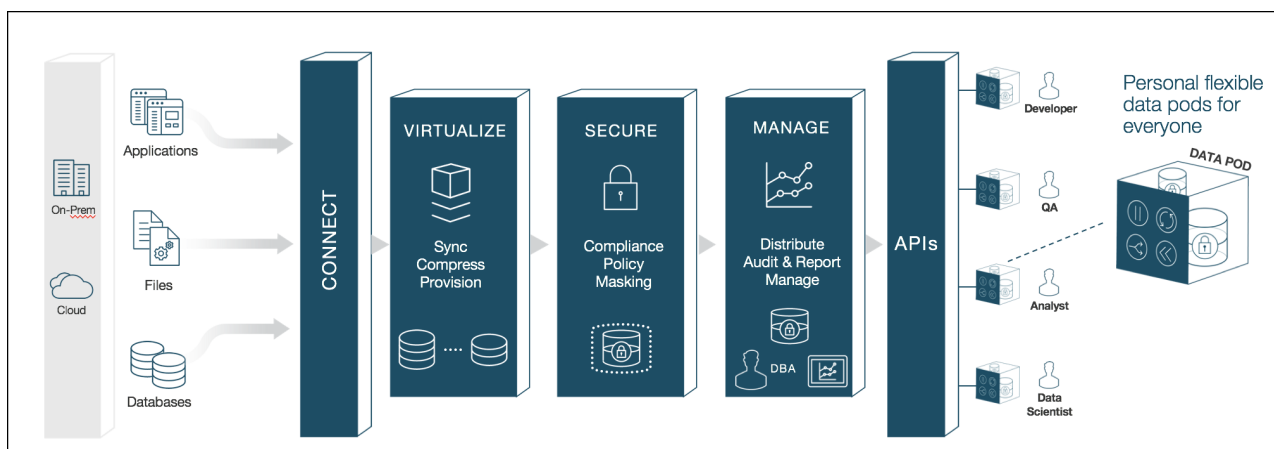 On-Prem
Cloud
Applications
Files
Databases
CONNECT
VIRTUALIZE
Sync
Compress
Provision
SECURE
Compliance
Policy
Masking
MANAGE
Distribute
Audit & Report
Manage
DBA
APIs
Developer
QA
Analyst
Data
Scientist
Personal flexible
data pods for
everyone
DATA POD